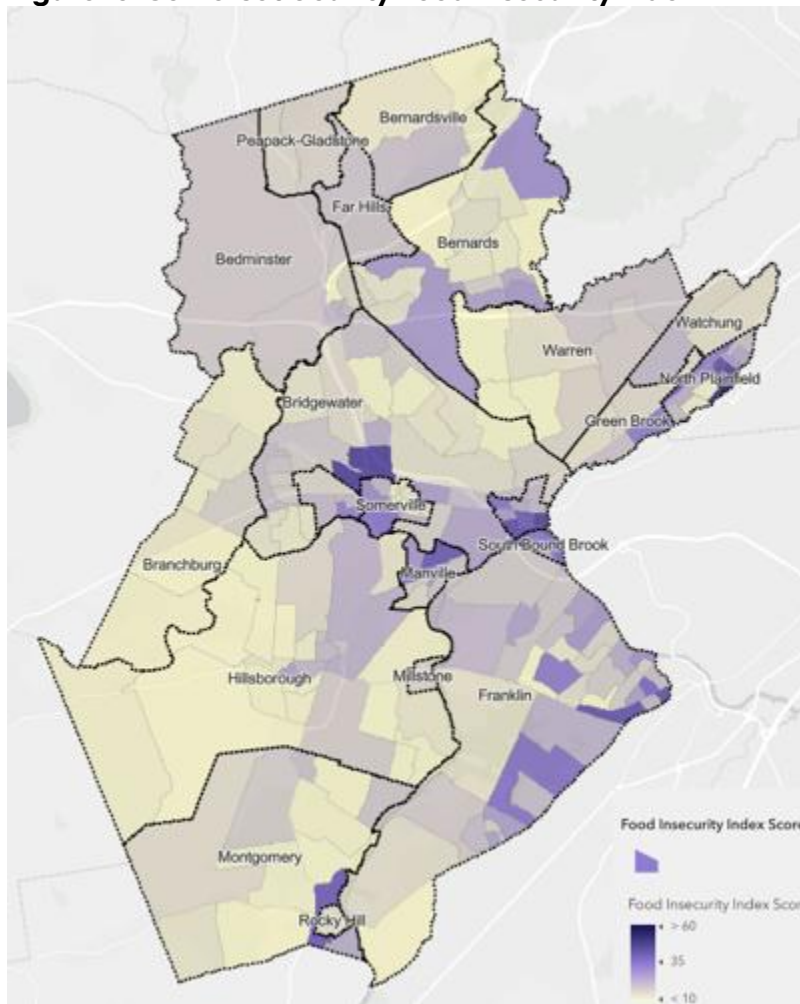 Bernardsville
Peapack-Gladstone
Far Hills
Bernards
Bedminster
Watchung
Warren
North Plainfield
Bridgewater
Green Brook
Somerville
South Bound Brook
Branchburg
Manville
Hillsborough
Millstone
Franklin
Food Insecurity Index Score
Montgomery
Food Insecurity Index Scor
Rocky Hill
> 60
35
< 10